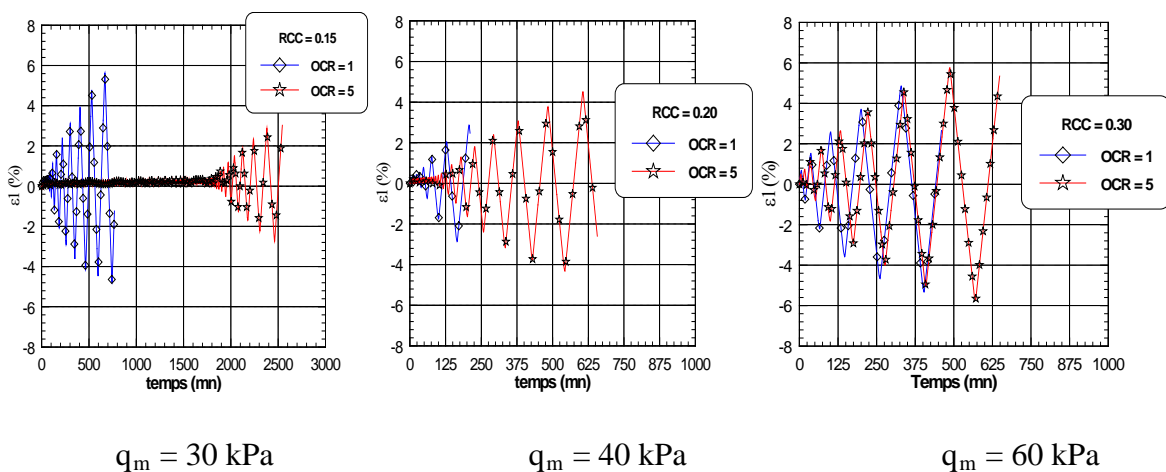 8
6
4
2
0
-2
-4
-6
-8
ε1 (%)
0 500 1000 1500 2000 2500 3000
temps (mn)
RCC = 0.15
OCR = 1
OCR = 5
q_m = 30 kPa
8
6
4
2
0
-2
-4
-6
-8
ε1 (%)
0 125 250 375 500 625 750 875 1000
temps (mn)
RCC = 0.20
OCR = 1
OCR = 5
q_m = 40 kPa
8
6
4
2
0
-2
-4
-6
-8
ε1 (%)
0 125 250 375 500 625 750 875 1000
Temps (mn)
RCC = 0.30
OCR = 1
OCR = 5
q_m = 60 kPa